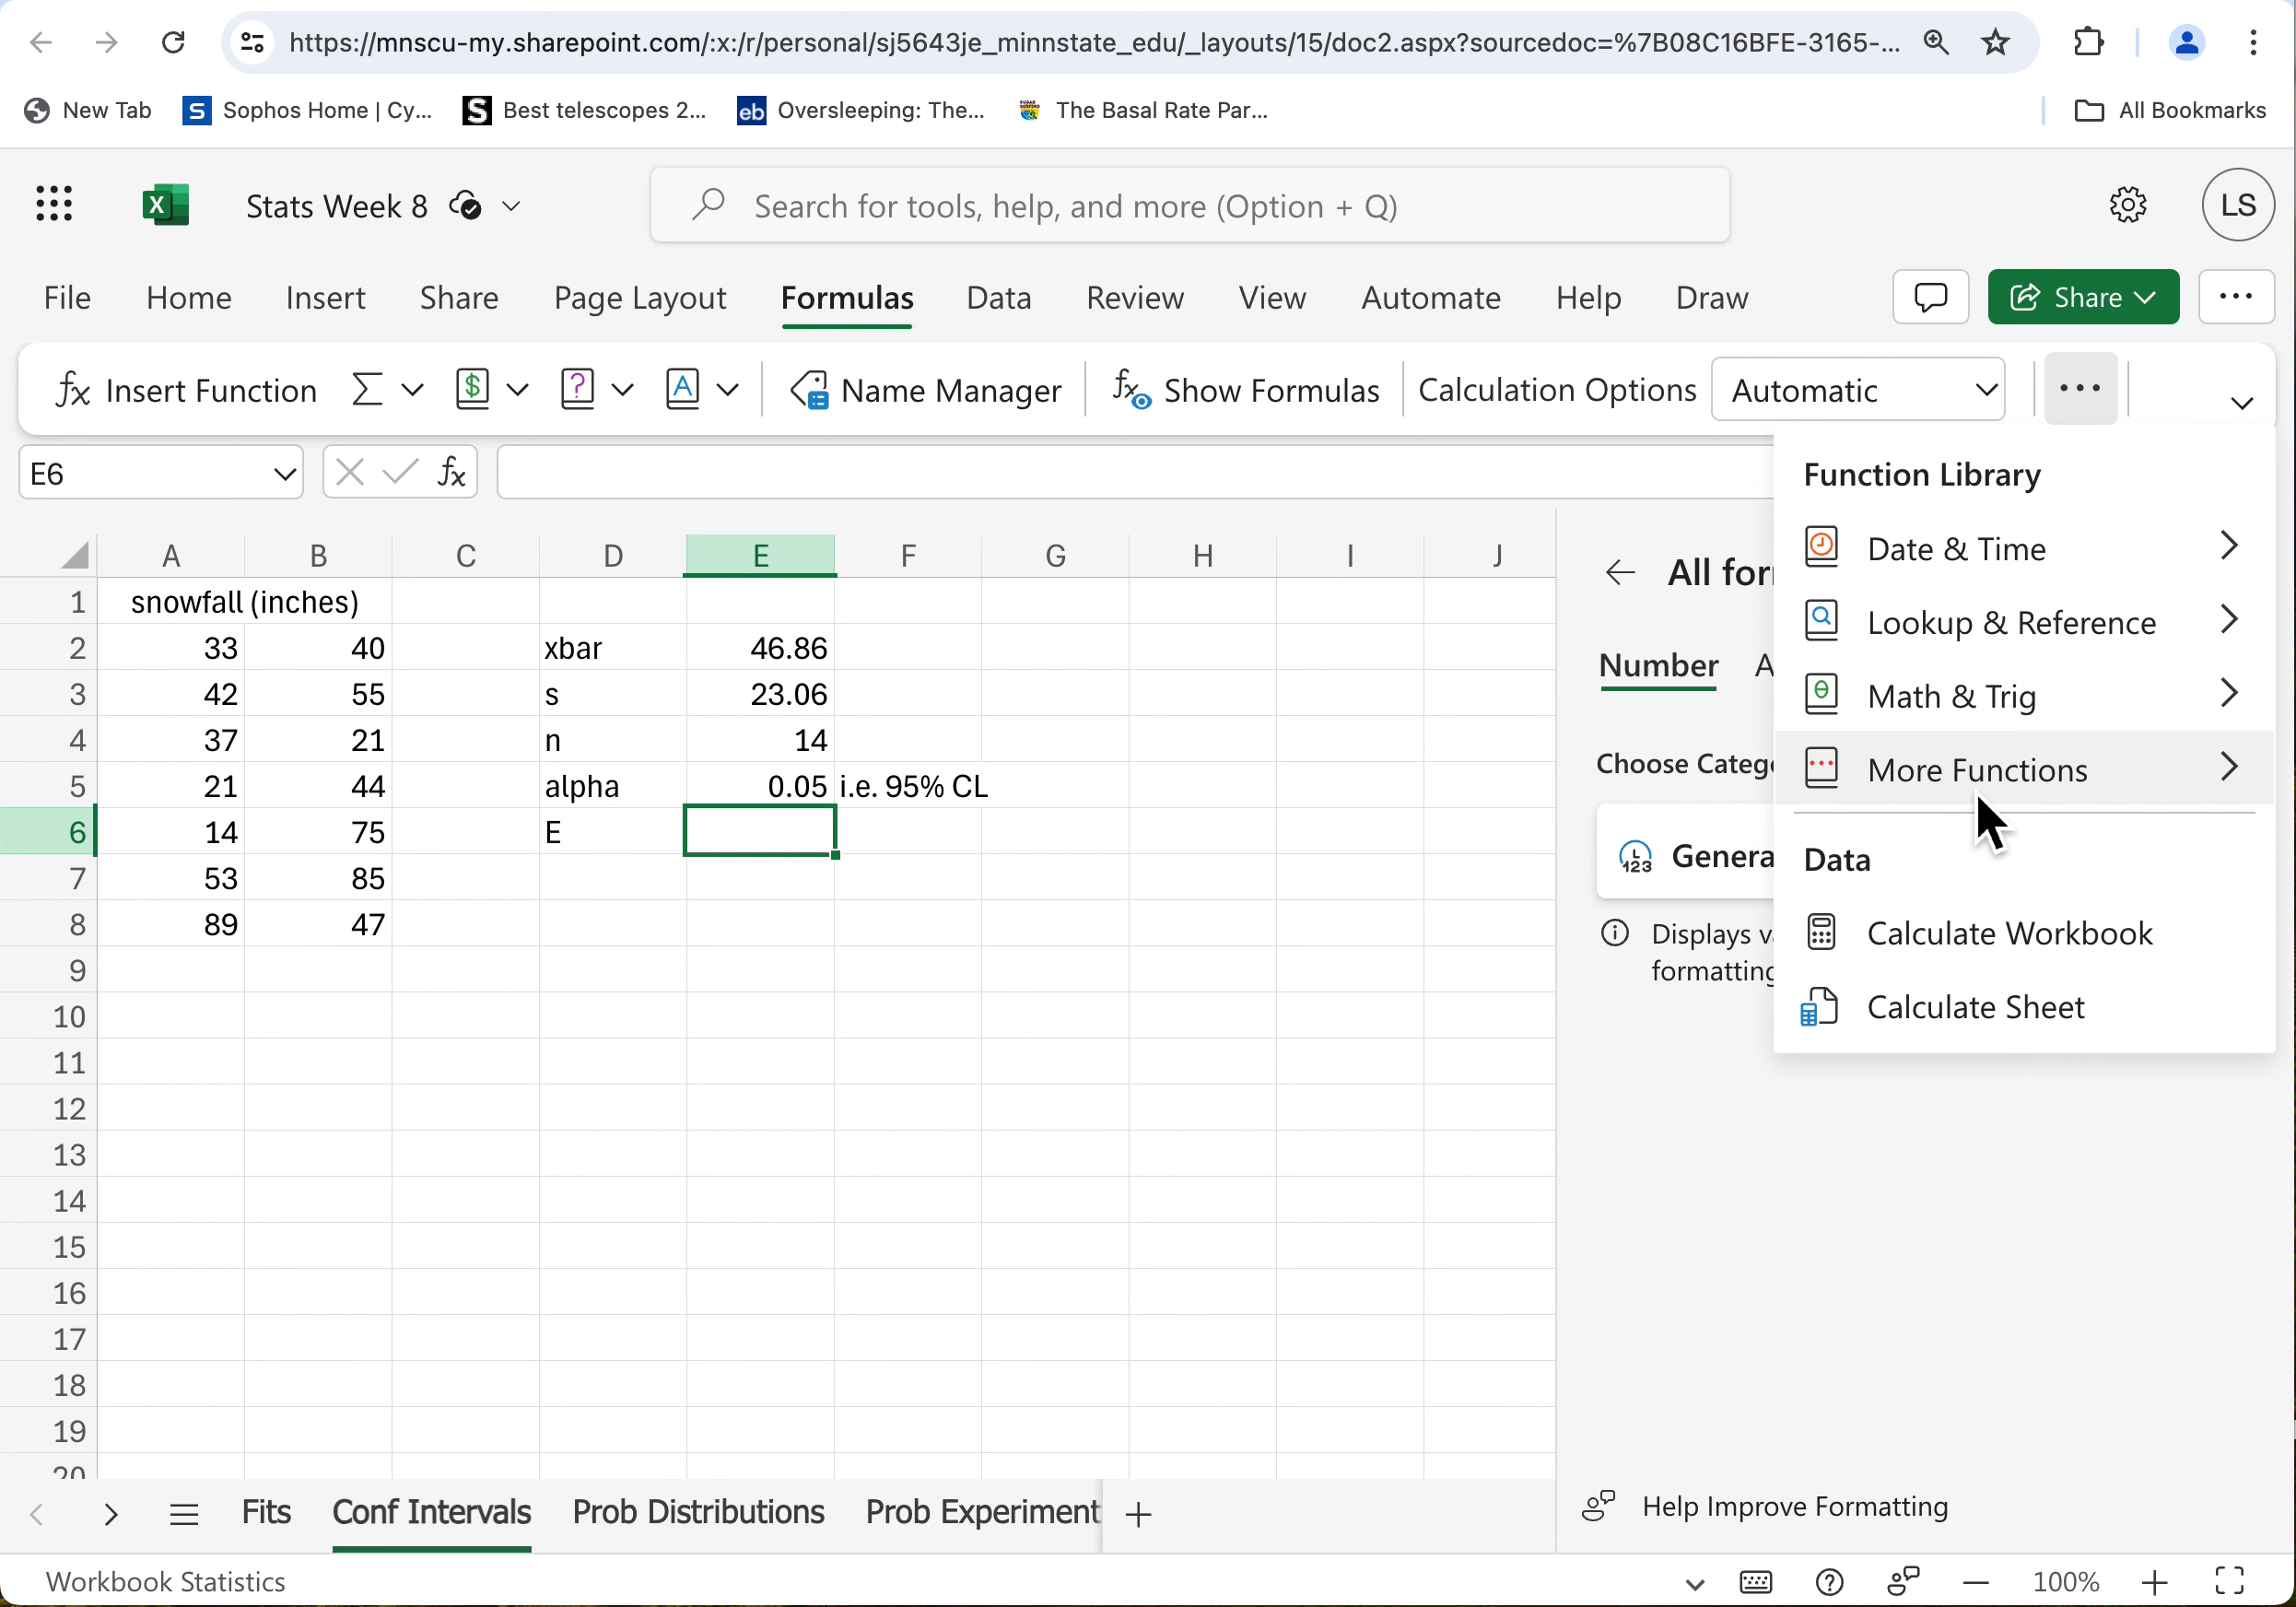 https://mnscu-my.sharepoint.com/:x:/r/personal/sj5643je_minnstate_edu/_layouts/15/doc2.aspx?sourcedoc=%7B08C16BFE-3165-...
New Tab S Sophos Home | Cy... S Best telescopes 2... eb Oversleeping: The... The Basal Rate Par... All Bookmarks
X Stats Week 8 Search for tools, help, and more (Option + Q) LS
File Home Insert Share Page Layout Formulas Data Review View Automate Help Draw Share
fx Insert Function Σ $ ? A Name Manager fx Show Formulas Calculation Options Automatic
E6 fx
Function Library
Date & Time
Lookup & Reference
Math & Trig
More Functions
Data
Calculate Workbook
Calculate Sheet
A B C D E F G H I J
1 snowfall (inches)
2 33 40 xbar 46.86
3 42 55 s 23.06
4 37 21 n 14
5 21 44 alpha 0.05 i.e. 95% CL
6 14 75 E
7 53 85
8 89 47
9
10
11
12
13
14
15
16
17
18
19
20
All for
Number A
Choose Catego
123 Genera
Displays v
formatting
Help Improve Formatting
Fits Conf Intervals Prob Distributions Prob Experiment +
Workbook Statistics 100%